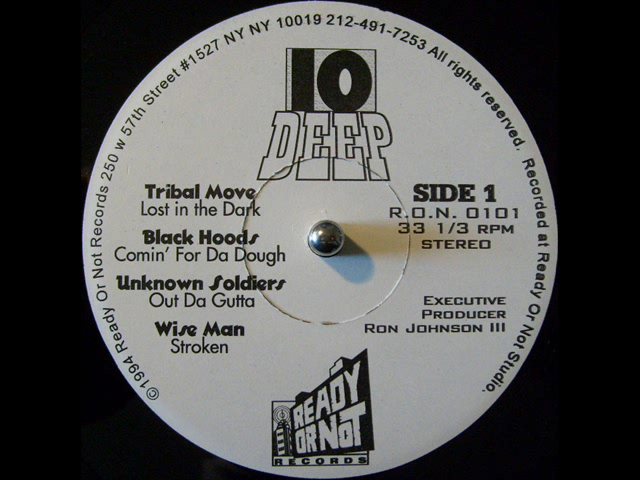 ©1994 Ready Or Not Records 250 w 57th Street #1527 NY NY 10019 212-491-7253 All rights reserved. Recorded at Ready Or Not Studio.
10
DEEP
Tribal Move
Lost in the Dark
Black Hoods
Comin' For Da Dough
Unknown Soldiers
Out Da Gutta
Wise Man
Stroken
SIDE 1
R.O.N. 0101
33 1/3 RPM
STEREO
EXECUTIVE
PRODUCER
RON JOHNSON III
READY
OR NOT
RECORDS